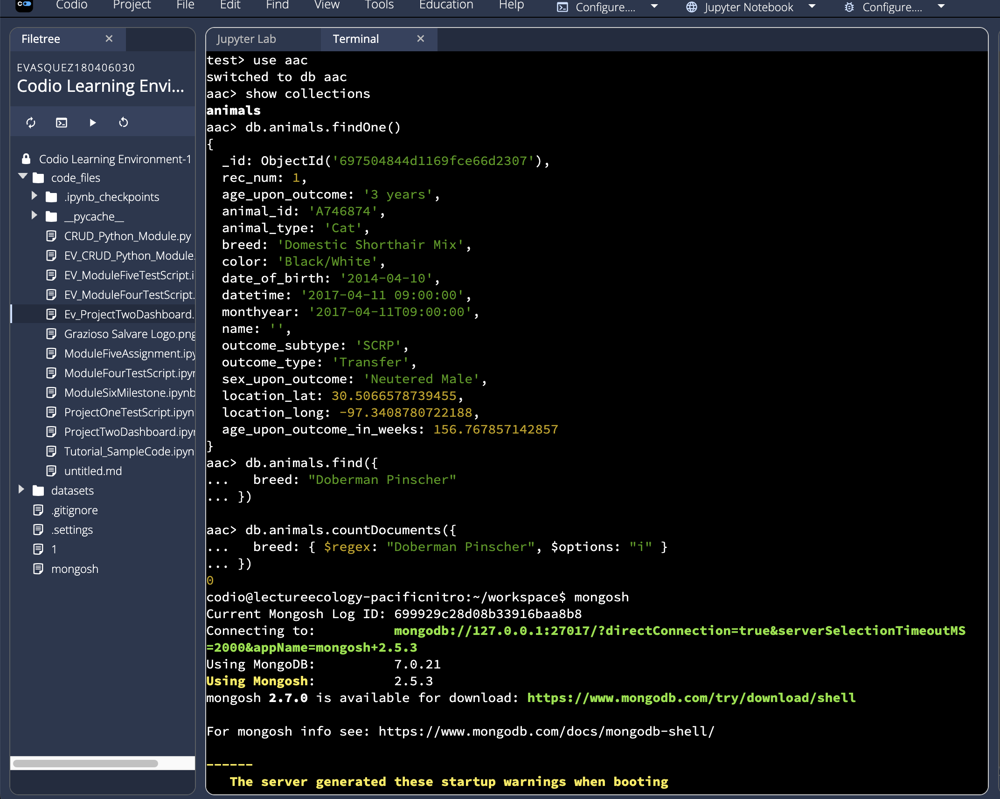 Codio Project File Edit Find View Tools Education Help Configure.... Jupyter Notebook Configure....
Filetree
EVASQUEZ180406030
Codio Learning Envi...
Codio Learning Environment-1
code_files
.ipynb_checkpoints
__pycache__
CRUD_Python_Module.py
EV_CRUD_Python_Module.
EV_ModuleFiveTestScript.i
EV_ModuleFourTestScript.
Ev_ProjectTwoDashboard.
Grazioso Salvare Logo.png
ModuleFiveAssignment.ipy
ModuleFourTestScript.ipyn
ModuleSixMilestone.ipynb
ProjectOneTestScript.ipyn
ProjectTwoDashboard.ipyn
Tutorial_SampleCode.ipyn
untitled.md
datasets
.gitignore
.settings
1
mongosh
Jupyter Lab Terminal
test> use aac
switched to db aac
aac> show collections
animals
aac> db.animals.findOne()
{
  _id: ObjectId('697504844d1169fce66d2307'),
  rec_num: 1,
  age_upon_outcome: '3 years',
  animal_id: 'A746874',
  animal_type: 'Cat',
  breed: 'Domestic Shorthair Mix',
  color: 'Black/White',
  date_of_birth: '2014-04-10',
  datetime: '2017-04-11 09:00:00',
  monthyear: '2017-04-11T09:00:00',
  name: '',
  outcome_subtype: 'SCRP',
  outcome_type: 'Transfer',
  sex_upon_outcome: 'Neutered Male',
  location_lat: 30.5066578739455,
  location_long: -97.3408780722188,
  age_upon_outcome_in_weeks: 156.767857142857
}
aac> db.animals.find({
...   breed: "Doberman Pinscher"
... })
aac> db.animals.countDocuments({
...   breed: { $regex: "Doberman Pinscher", $options: "i" }
... })
0
codio@lectureecology-pacificnitro:~/workspace$ mongosh
Current Mongosh Log ID: 699929c28d08b33916baa8b8
Connecting to:          mongodb://127.0.0.1:27017/?directConnection=true&serverSelectionTimeoutMS
=2000&appName=mongosh+2.5.3
Using MongoDB:          7.0.21
Using Mongosh:          2.5.3
mongosh 2.7.0 is available for download: https://www.mongodb.com/try/download/shell
For mongosh info see: https://www.mongodb.com/docs/mongodb-shell/
------
   The server generated these startup warnings when booting